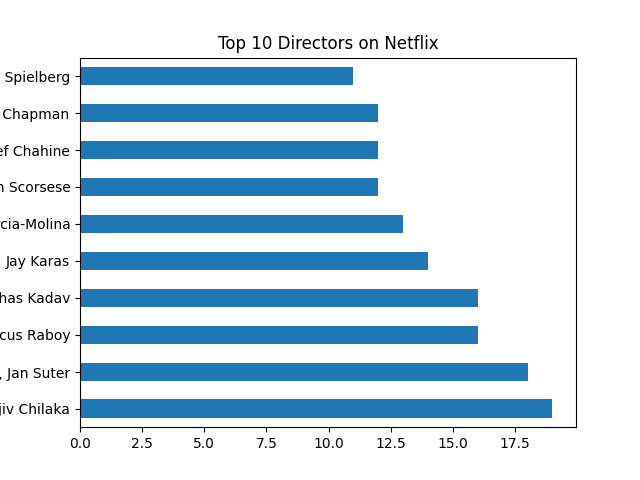 Top 10 Directors on Netflix
Spielberg
Chapman
ef Chahine
n Scorsese
cia-Molina
Jay Karas
has Kadav
cus Raboy
, Jan Suter
jiv Chilaka
0.0 2.5 5.0 7.5 10.0 12.5 15.0 17.5